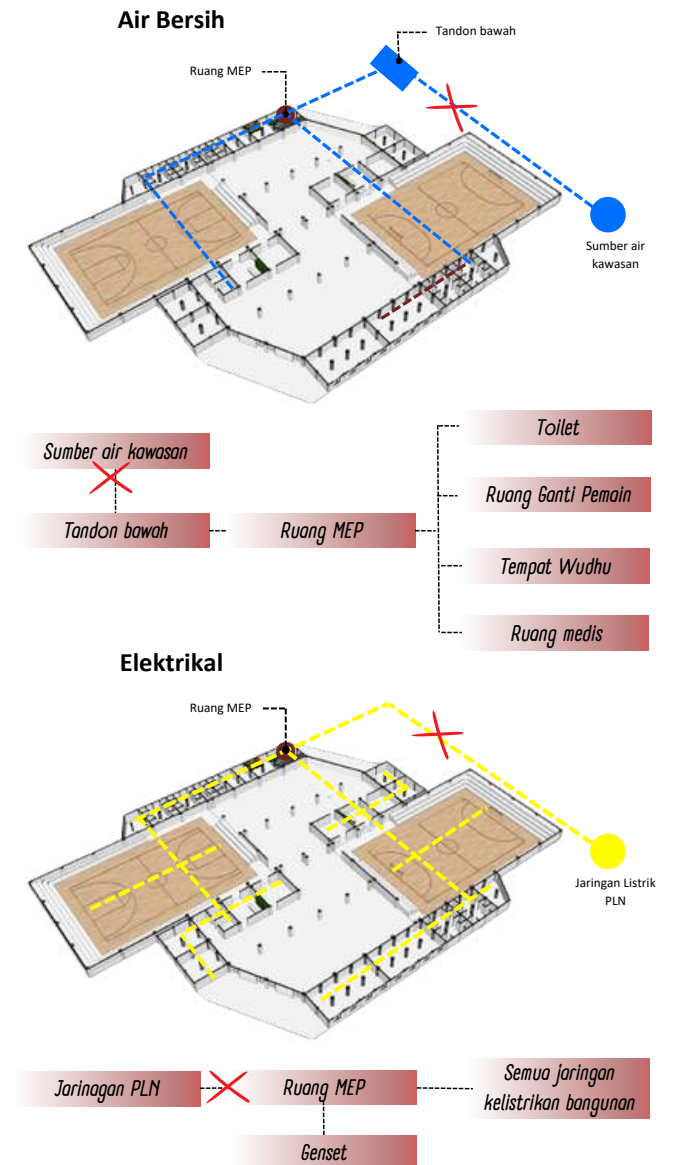 Air Bersih
Tandon bawah
Ruang MEP
Sumber air
kawasan
Sumber air kawasan
Tandon bawah
Ruang MEP
Toilet
Ruang Ganti Pemain
Tempat Wudhu
Ruang medis
Elektrikal
Ruang MEP
Jaringan Listrik
PLN
Jarinagan PLN
Ruang MEP
Semua jaringan
kelistrikan bangunan
Genset